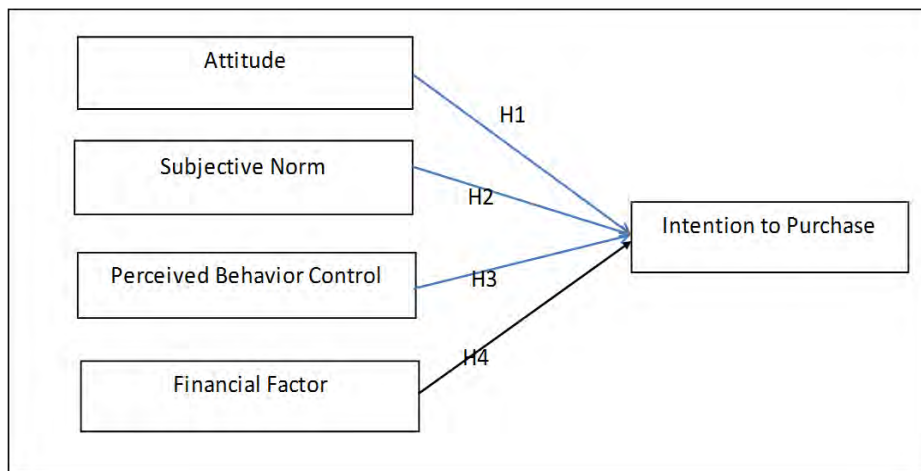 Attitude
H1
Subjective Norm
H2
Intention to Purchase
Perceived Behavior Control
H3
H4
Financial Factor